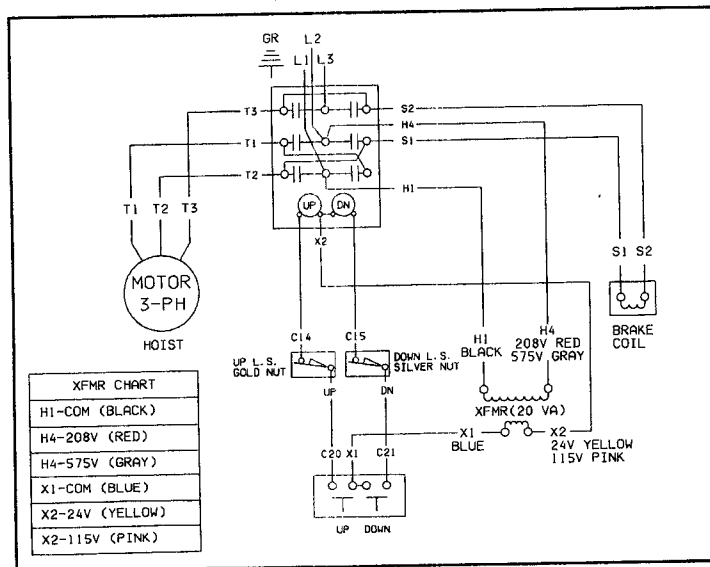 GR
L2
L1
L3
T3
T1
T2
S2
H4
S1
H1
UP
DN
X2
T1 T2 T3
MOTOR
3-PH
HOIST
S1 S2
BRAKE
COIL
C14
C15
H1
BLACK
H4
208V RED
575V GRAY
UP L.S.
GOLD NUT
DOWN L.S.
SILVER NUT
UP
DN
XFMR(20 VA)
X1
BLUE
X2
24V YELLOW
115V PINK
C20 X1 C21
UP DOWN
XFMR CHART
H1-COM (BLACK)
H4-208V (RED)
H4-575V (GRAY)
X1-COM (BLUE)
X2-24V (YELLOW)
X2-115V (PINK)